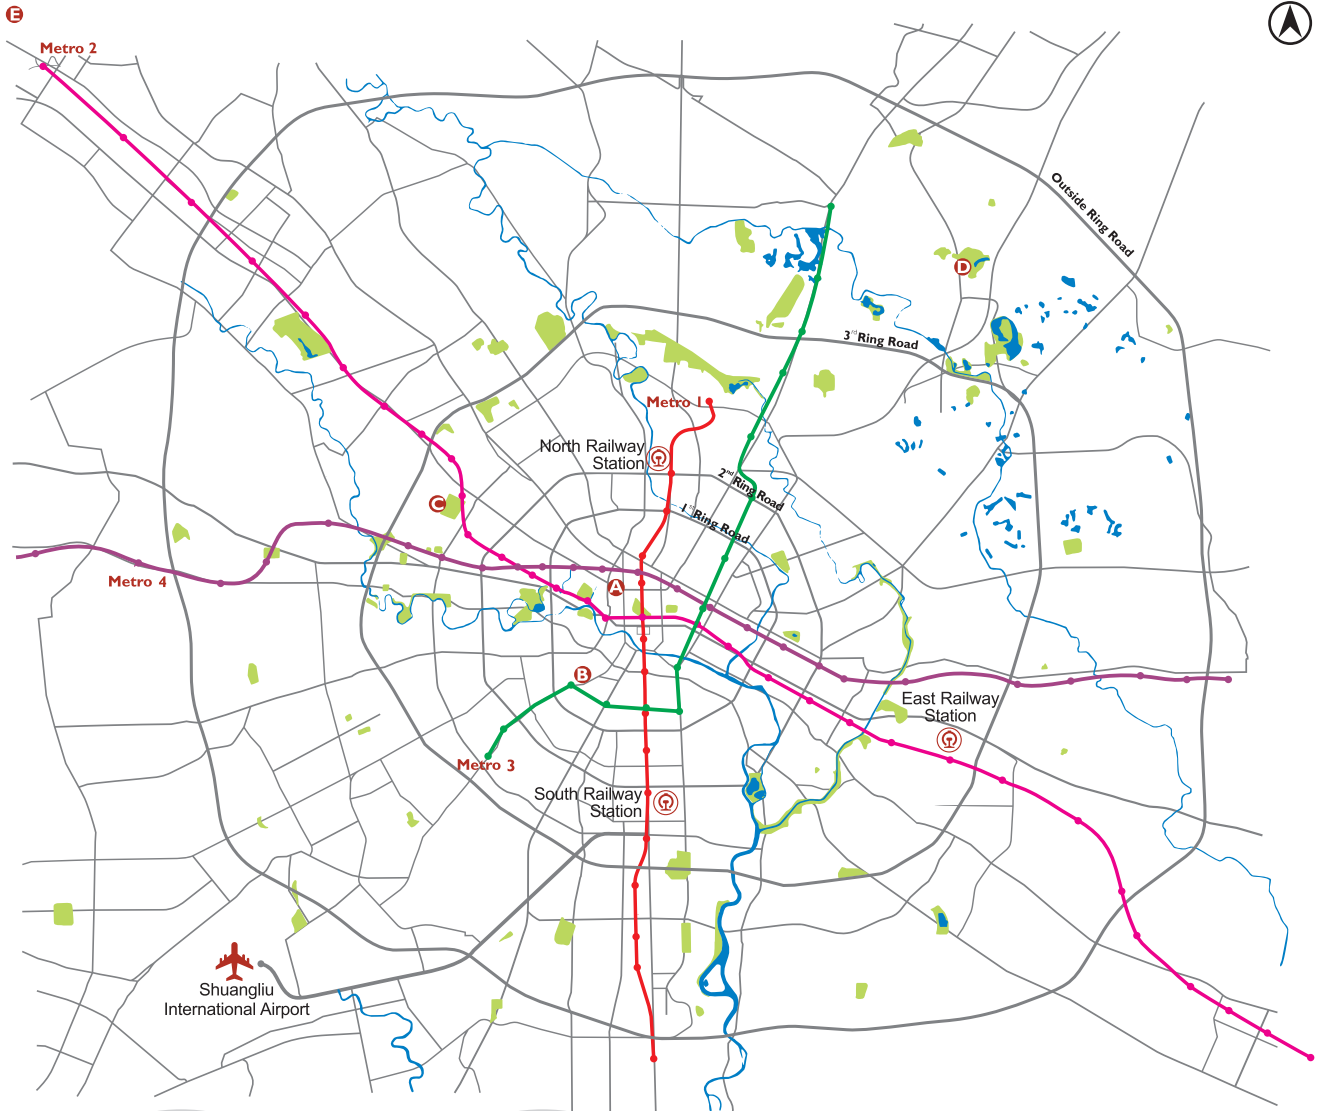 E
Metro 2
Outside Ring Road
D
3rd Ring Road
Metro 1
North Railway
Station
2nd Ring Road
C
1st Ring Road
Metro 4
A
B
East Railway
Station
Metro 3
South Railway
Station
Shuangliu
International Airport